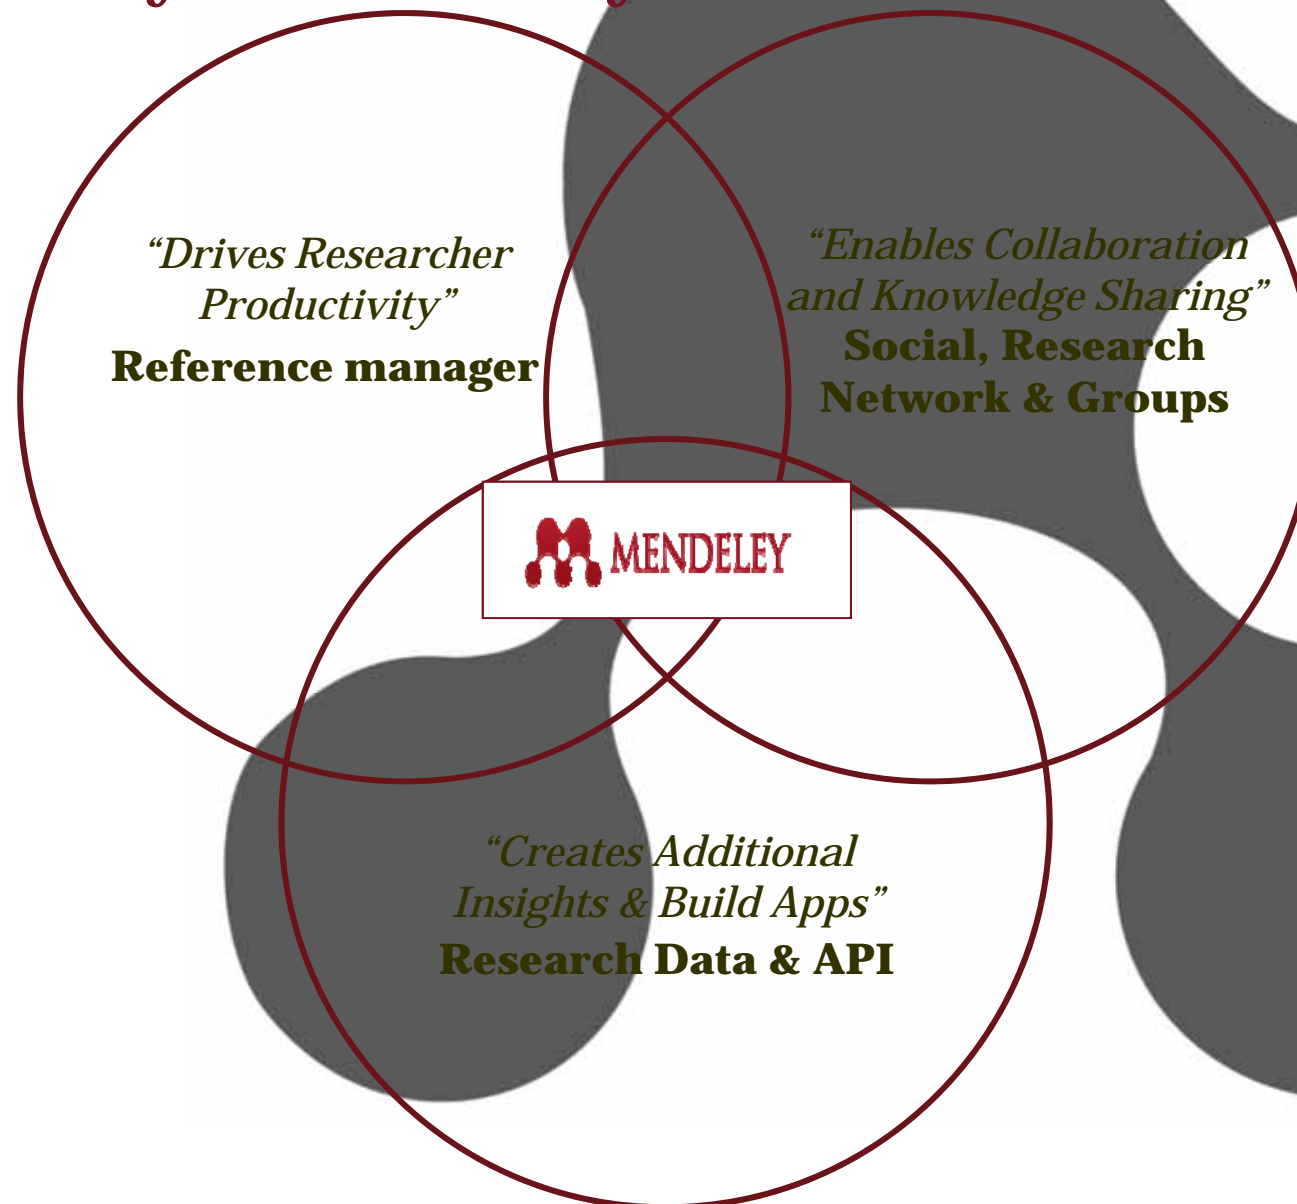 “Drives Researcher
Productivity”
Reference manager
“Enables Collaboration
and Knowledge Sharing”
Social, Research
Network & Groups
MENDELEY
“Creates Additional
Insights & Build Apps”
Research Data & API